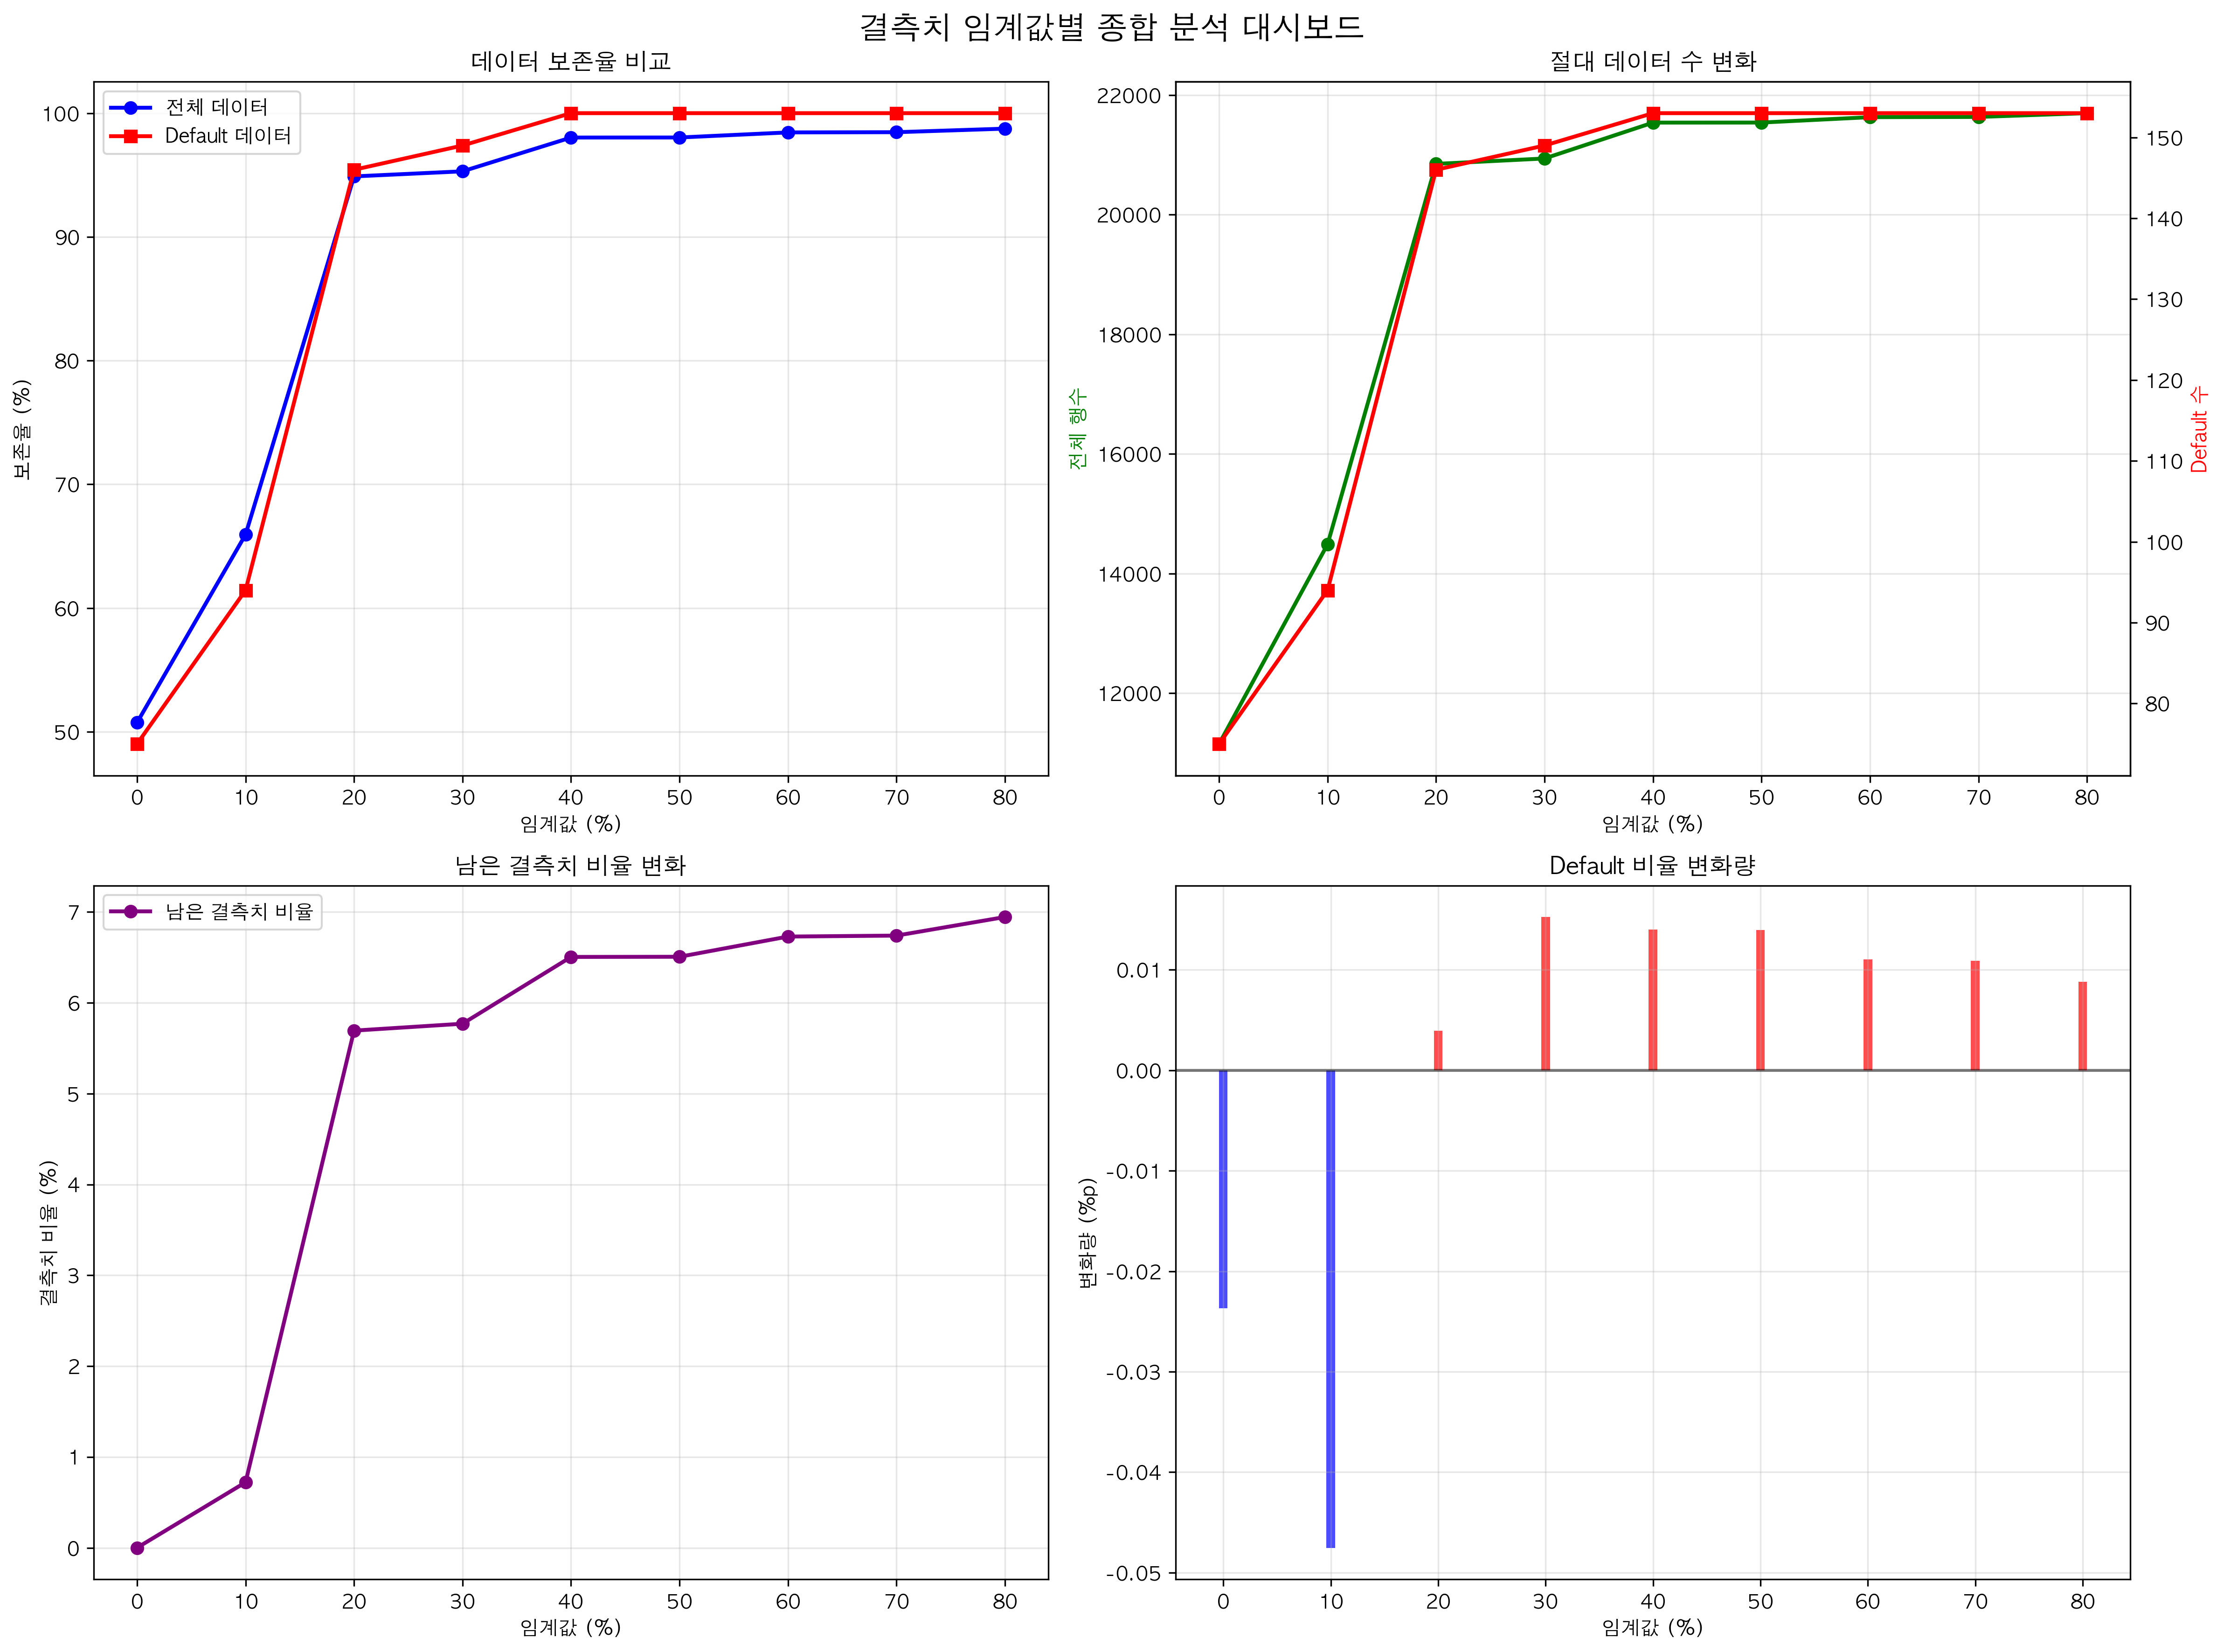 결측치 임계값별 종합 분석 대시보드
데이터 보존율 비교
전체 데이터
Default 데이터
보존율 (%)
100
90
80
70
60
50
0 10 20 30 40 50 60 70 80
임계값 (%)
절대 데이터 수 변화
전체 행수
22000
20000
18000
16000
14000
12000
Default 수
150
140
130
120
110
100
90
80
0 10 20 30 40 50 60 70 80
임계값 (%)
남은 결측치 비율 변화
남은 결측치 비율
결측치 비율 (%)
7
6
5
4
3
2
1
0
0 10 20 30 40 50 60 70 80
임계값 (%)
Default 비율 변화량
변화량 (%p)
0.01
0.00
-0.01
-0.02
-0.03
-0.04
-0.05
0 10 20 30 40 50 60 70 80
임계값 (%)